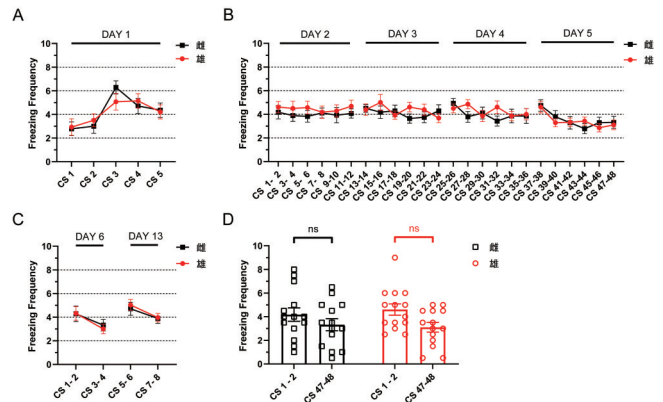 A
DAY 1
Freezing Frequency
10
8
6
4
2
0
CS 1
CS 2
CS 3
CS 4
CS 5
雌
雄
B
DAY 2
DAY 3
DAY 4
DAY 5
Freezing Frequency
10
8
6
4
2
0
CS 1- 2
CS 3- 4
CS 5- 6
CS 7- 8
CS 9-10
CS 11-12
CS 13-14
CS 15-16
CS 17-18
CS 19-20
CS 21-22
CS 23-24
CS 25-26
CS 27-28
CS 29-30
CS 31-32
CS 33-34
CS 35-36
CS 37-38
CS 39-40
CS 41-42
CS 43-44
CS 45-46
CS 47-48
雌
雄
C
DAY 6
DAY 13
Freezing Frequency
10
8
6
4
2
0
CS 1- 2
CS 3-4
CS 5-6
CS 7- 8
雌
雄
D
ns
ns
Freezing Frequency
10
8
6
4
2
0
CS 1 - 2
CS 47-48
CS 1 - 2
CS 47-48
雌
雄